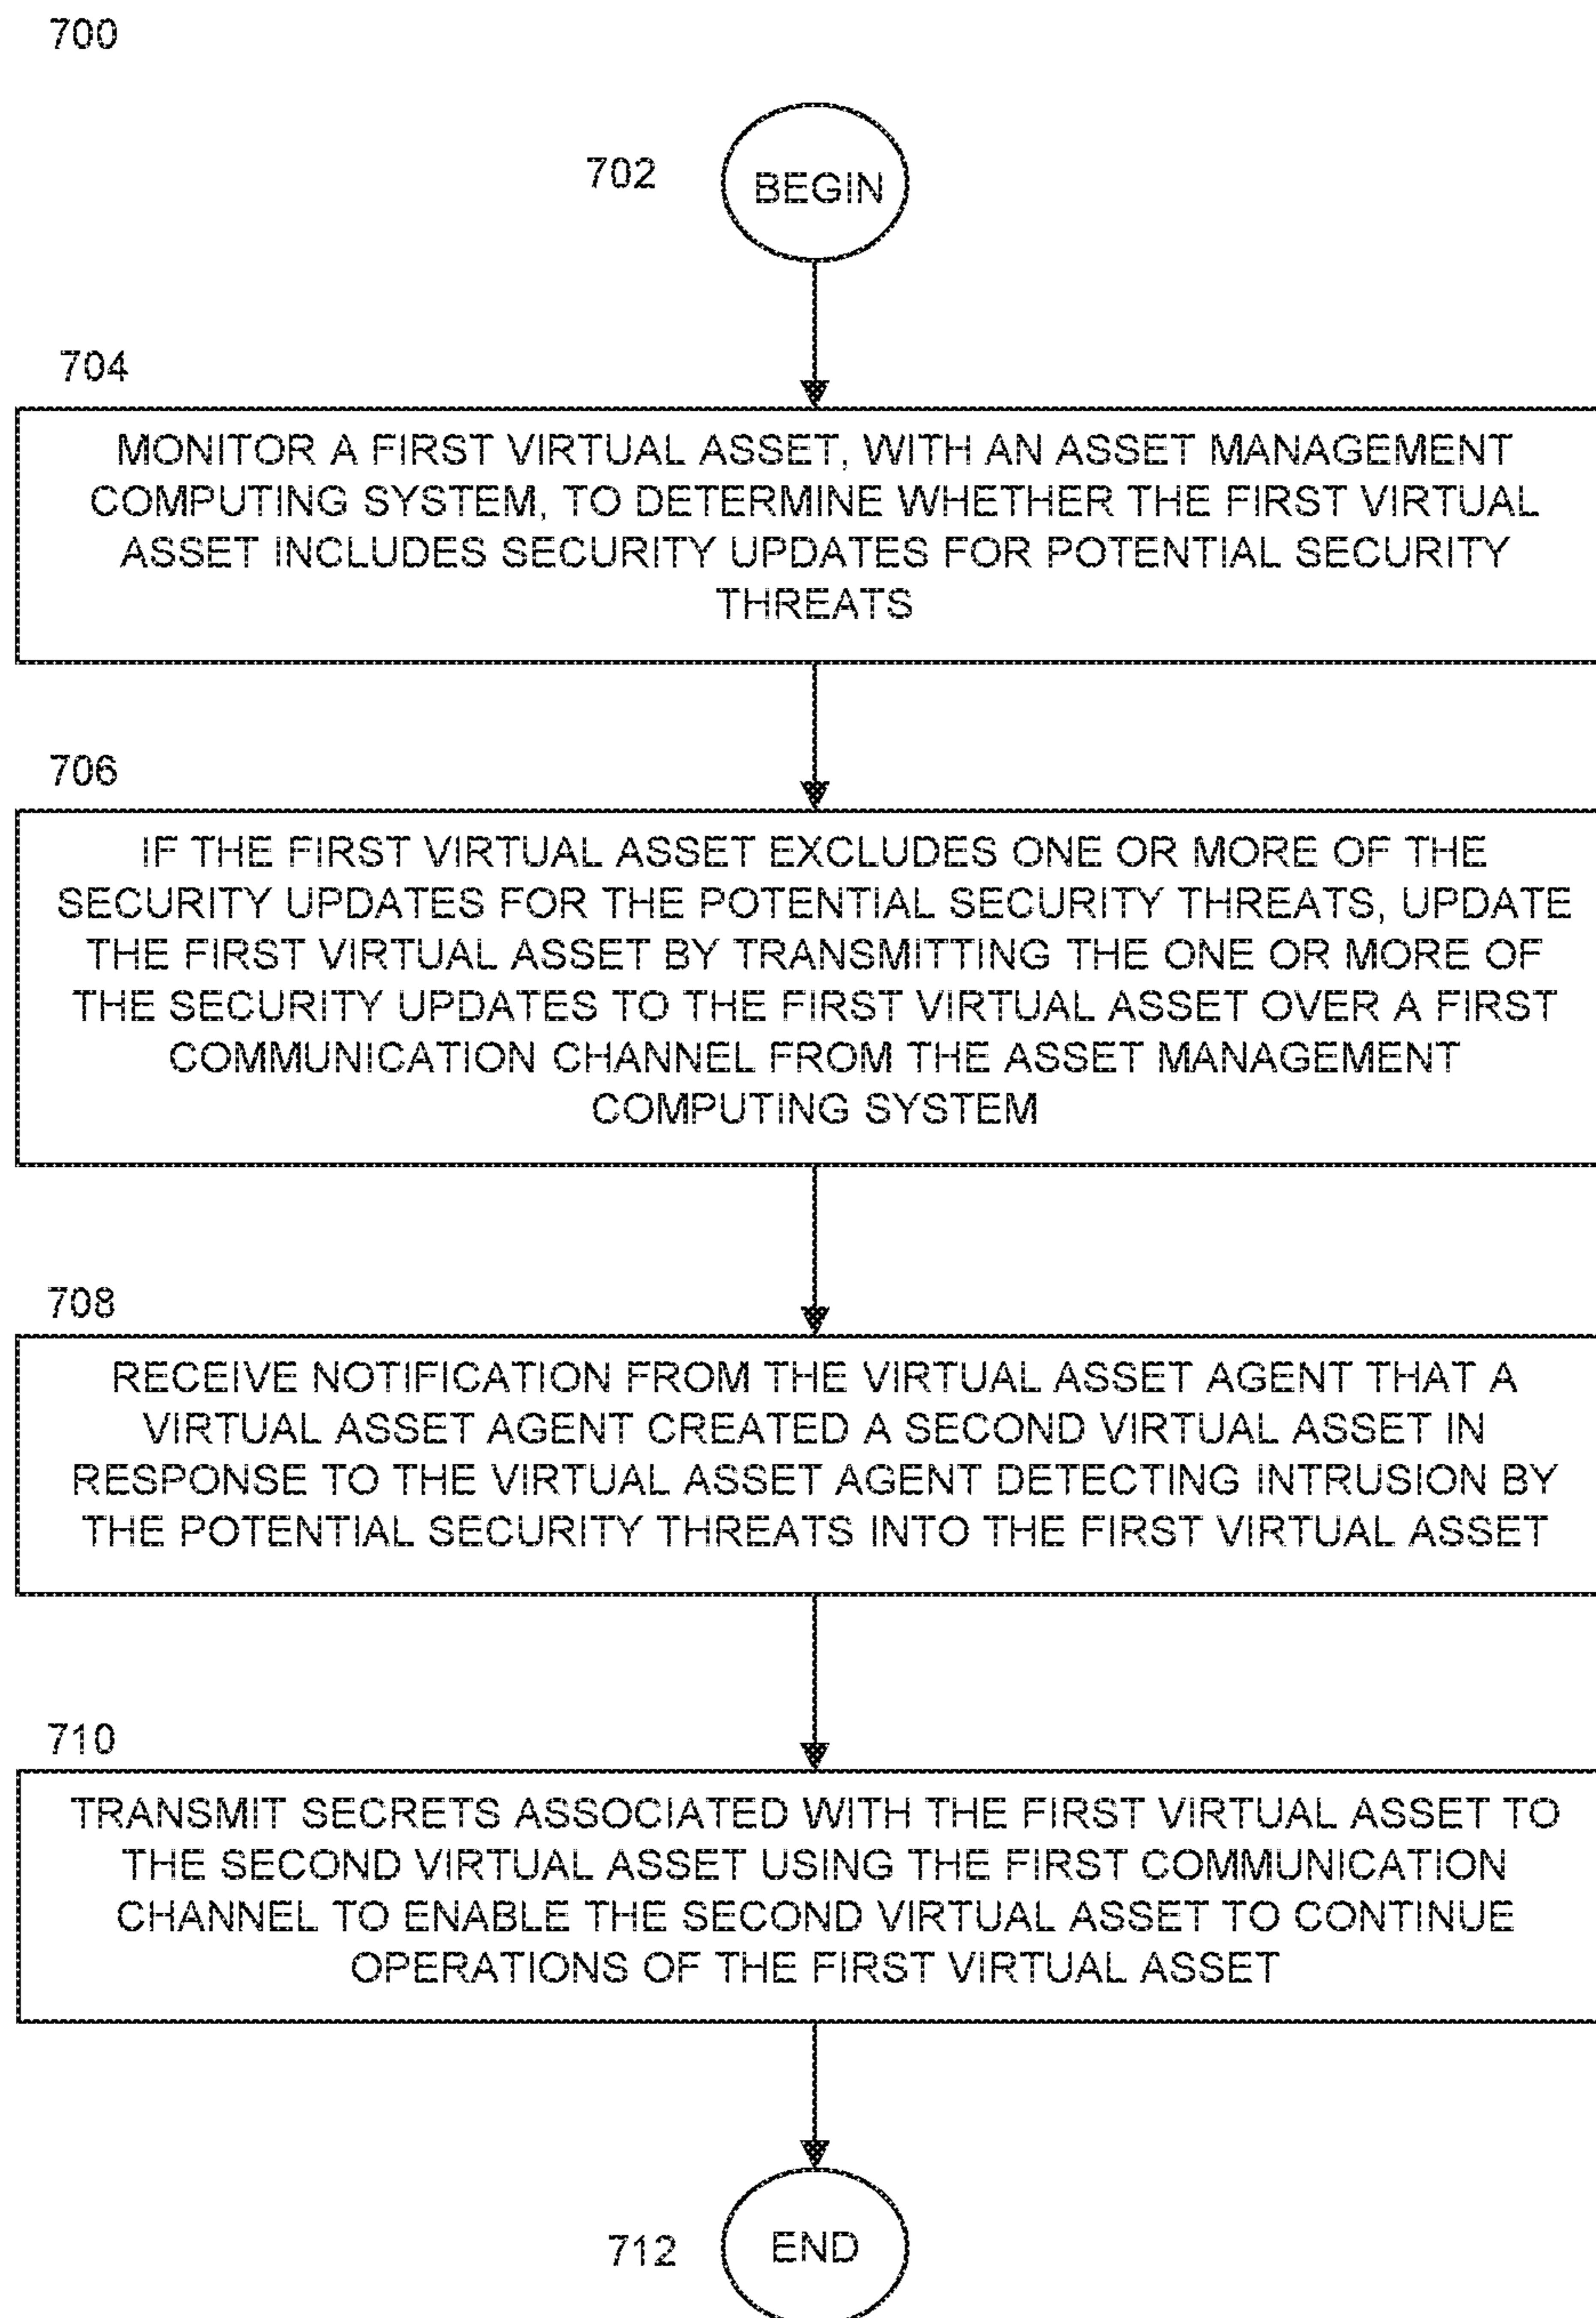 700
702
BEGIN
704
MONITOR A FIRST VIRTUAL ASSET, WITH AN ASSET MANAGEMENT
COMPUTING SYSTEM, TO DETERMINE WHETHER THE FIRST VIRTUAL
ASSET INCLUDES SECURITY UPDATES FOR POTENTIAL SECURITY
THREATS
706
IF THE FIRST VIRTUAL ASSET EXCLUDES ONE OR MORE OF THE
SECURITY UPDATES FOR THE POTENTIAL SECURITY THREATS, UPDATE
THE FIRST VIRTUAL ASSET BY TRANSMITTING THE ONE OR MORE OF
THE SECURITY UPDATES TO THE FIRST VIRTUAL ASSET OVER A FIRST
COMMUNICATION CHANNEL FROM THE ASSET MANAGEMENT
COMPUTING SYSTEM
708
RECEIVE NOTIFICATION FROM THE VIRTUAL ASSET AGENT THAT A
VIRTUAL ASSET AGENT CREATED A SECOND VIRTUAL ASSET IN
RESPONSE TO THE VIRTUAL ASSET AGENT DETECTING INTRUSION BY
THE POTENTIAL SECURITY THREATS INTO THE FIRST VIRTUAL ASSET
710
TRANSMIT SECRETS ASSOCIATED WITH THE FIRST VIRTUAL ASSET TO
THE SECOND VIRTUAL ASSET USING THE FIRST COMMUNICATION
CHANNEL TO ENABLE THE SECOND VIRTUAL ASSET TO CONTINUE
OPERATIONS OF THE FIRST VIRTUAL ASSET
712
END